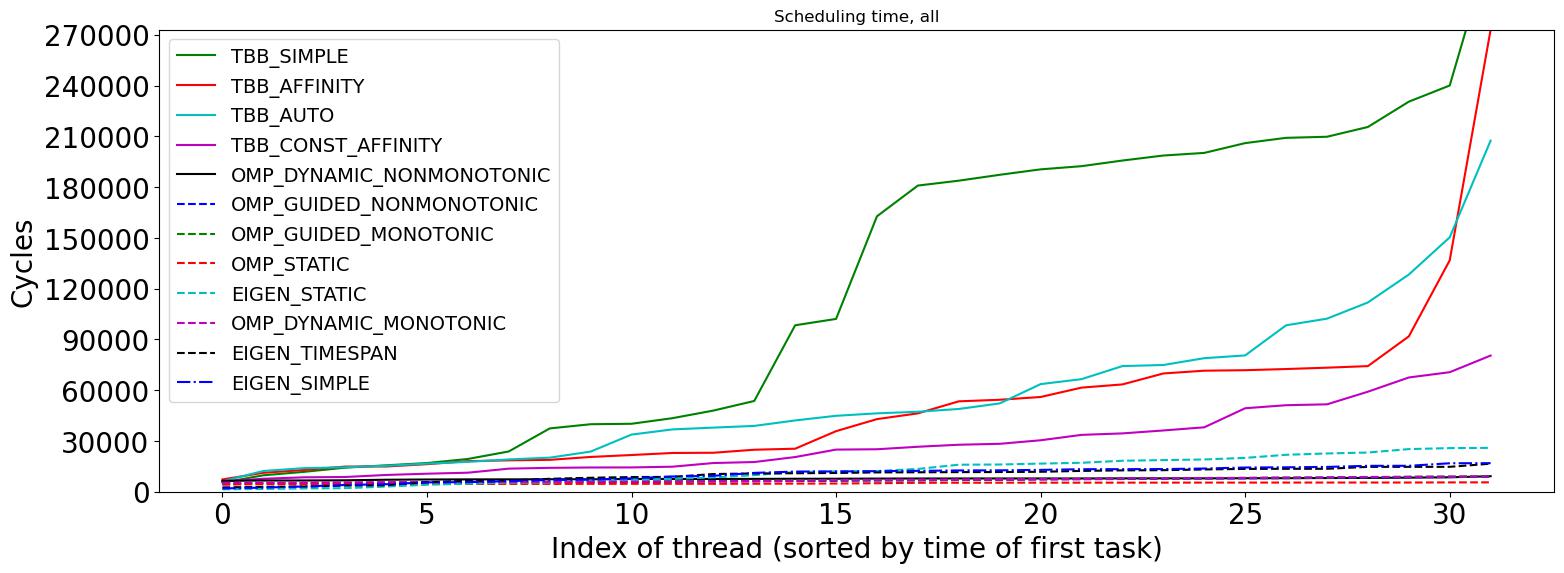 Scheduling time, all
Cycles
270000
240000
210000
180000
150000
120000
90000
60000
30000
0
TBB_SIMPLE
TBB_AFFINITY
TBB_AUTO
TBB_CONST_AFFINITY
OMP_DYNAMIC_NONMONOTONIC
OMP_GUIDED_NONMONOTONIC
OMP_GUIDED_MONOTONIC
OMP_STATIC
EIGEN_STATIC
OMP_DYNAMIC_MONOTONIC
EIGEN_TIMESPAN
EIGEN_SIMPLE
0 5 10 15 20 25 30
Index of thread (sorted by time of first task)